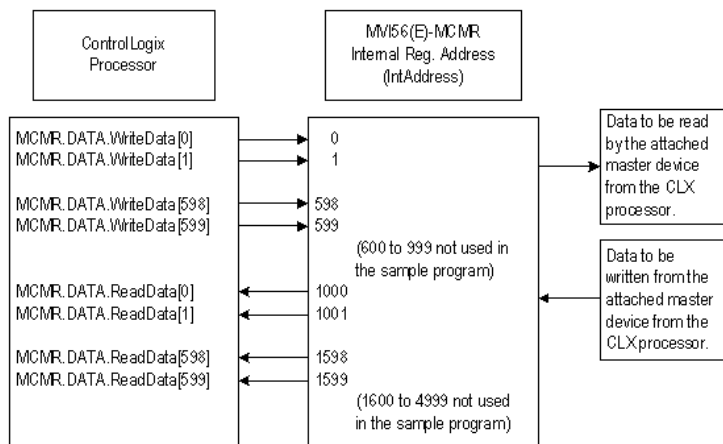 ControlLogix
Processor
MVI56(E)-MCMR
Internal Reg. Address
(IntAddress)
MCMR.DATA.WriteData[0]
0
MCMR.DATA.WriteData[1]
1
MCMR.DATA.WriteData[598]
598
MCMR.DATA.WriteData[599]
599
(600 to 999 not used in
the sample program)
MCMR.DATA.ReadData[0]
1000
MCMR.DATA.ReadData[1]
1001
MCMR.DATA.ReadData[598]
1598
MCMR.DATA.ReadData[599]
1599
(1600 to 4999 not used
in the sample program)
Data to be read
by the attached
master device
from the CLX
processor.
Data to be
written from the
attached master
device from the
CLX processor.